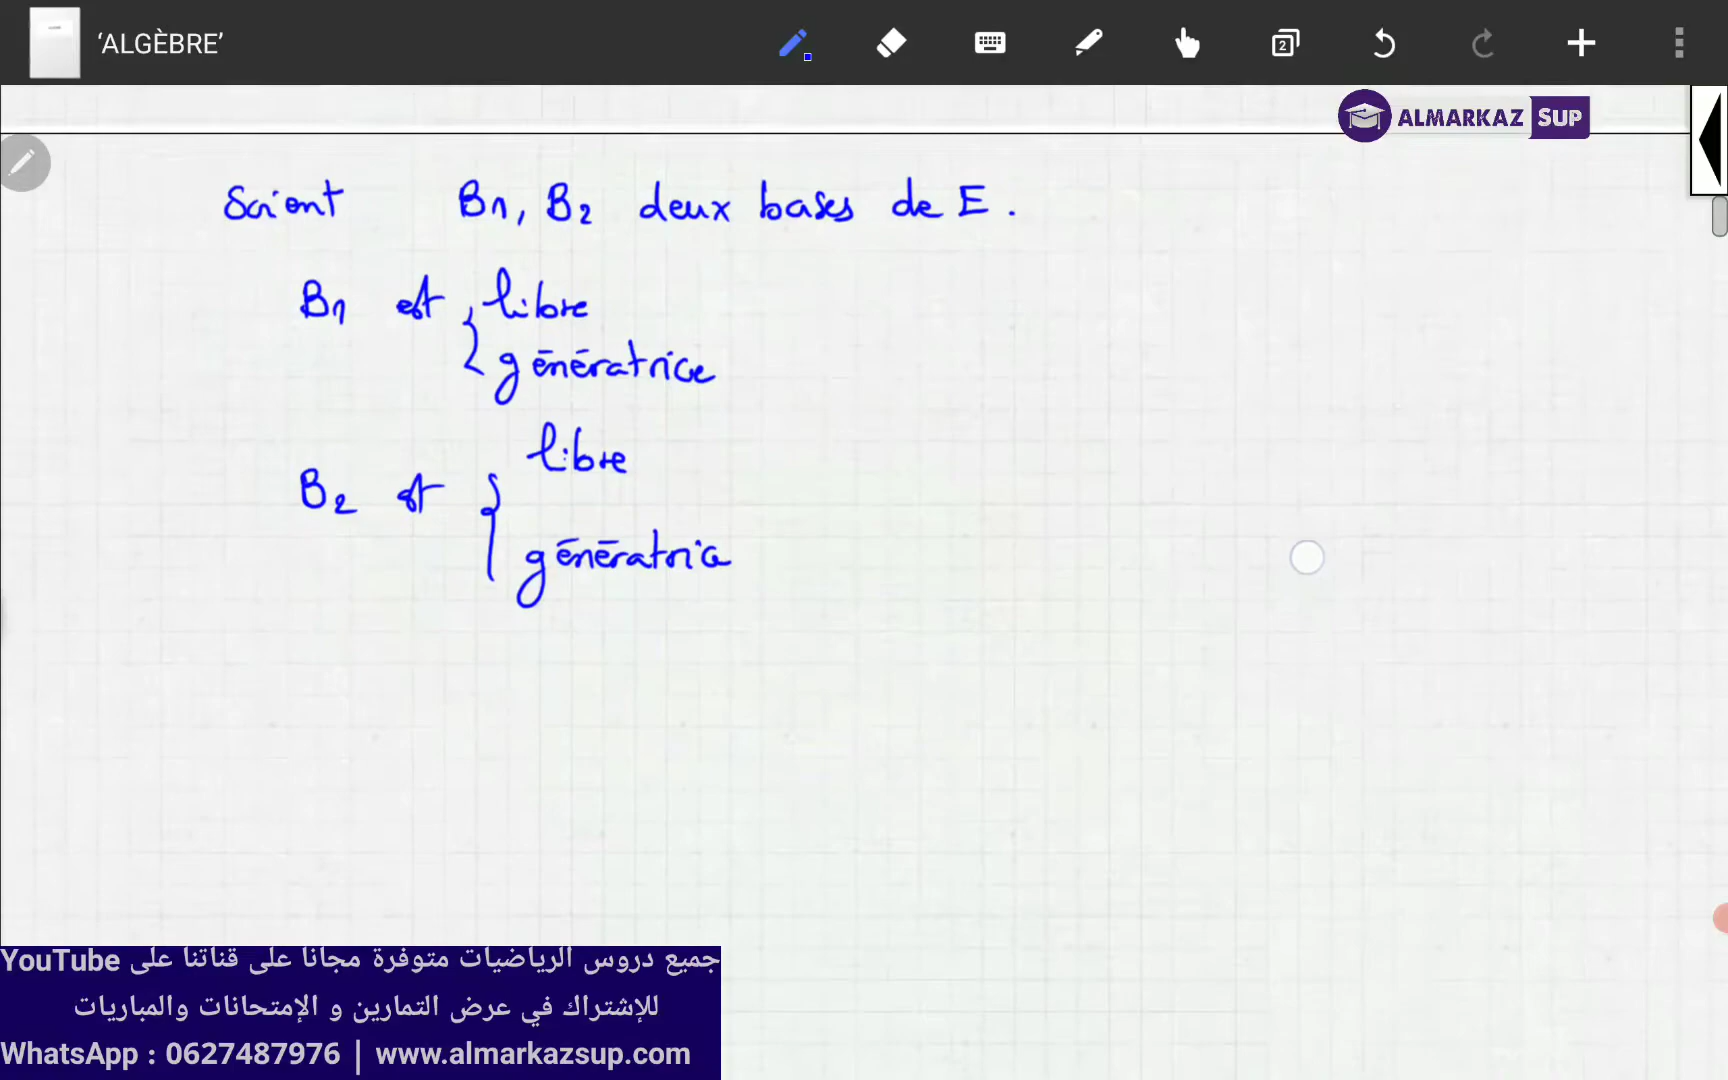 ‘ALGÈBRE’
2
ALMARKAZ SUP
Soient B1, B2 deux bases de E.
B1 est { libre
génératrice
libre
B2 est {
génératrice
جميع دروس الرياضيات متوفرة مجانا على قناتنا على YouTube
للإشتراك في عرض التمارين و الإمتحانات والمباريات
WhatsApp : 0627487976 | www.almarkazsup.com